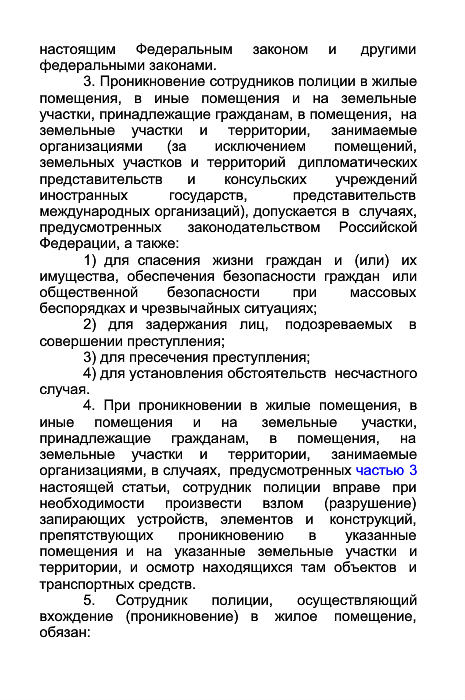 настоящим Федеральным законом и другими
федеральными законами.
3. Проникновение сотрудников полиции в жилые
помещения, в иные помещения и на земельные
участки, принадлежащие гражданам, в помещения, на
земельные участки и территории, занимаемые
организациями (за исключением помещений,
земельных участков и территорий дипломатических
представительств и консульских учреждений
иностранных государств, представительств
международных организаций), допускается в случаях,
предусмотренных законодательством Российской
Федерации, а также:
1) для спасения жизни граждан и (или) их
имущества, обеспечения безопасности граждан или
общественной безопасности при массовых
беспорядках и чрезвычайных ситуациях;
2) для задержания лиц, подозреваемых в
совершении преступления;
3) для пресечения преступления;
4) для установления обстоятельств несчастного
случая.
4. При проникновении в жилые помещения, в
иные помещения и на земельные участки,
принадлежащие гражданам, в помещения, на
земельные участки и территории, занимаемые
организациями, в случаях, предусмотренных частью 3
настоящей статьи, сотрудник полиции вправе при
необходимости произвести взлом (разрушение)
запирающих устройств, элементов и конструкций,
препятствующих проникновению в указанные
помещения и на указанные земельные участки и
территории, и осмотр находящихся там объектов и
транспортных средств.
5. Сотрудник полиции, осуществляющий
вхождение (проникновение) в жилое помещение,
обязан: